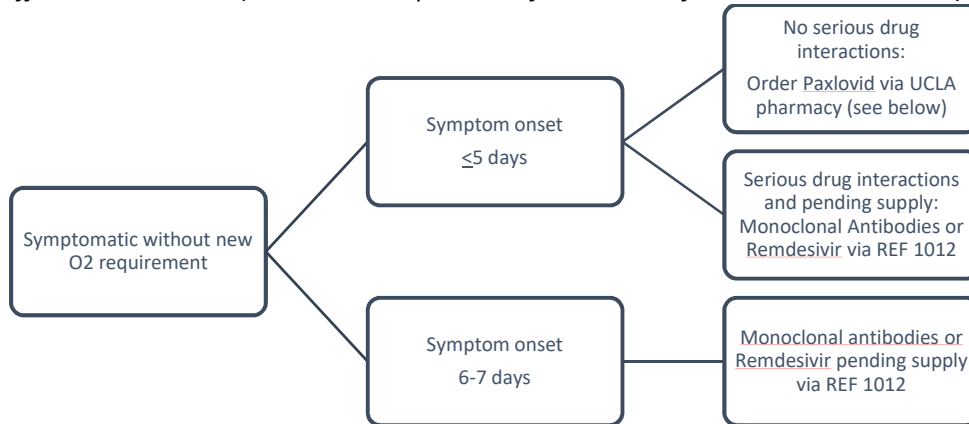 No serious drug
interactions:
Order Paxlovid via UCLA
pharmacy (see below)
Symptom onset
<5 days
Serious drug interactions
and pending supply:
Monoclonal Antibodies or
Remdesivir via REF 1012
Symptomatic without new
O2 requirement
Symptom onset
6-7 days
Monoclonal antibodies or
Remdesivir pending supply
via REF 1012